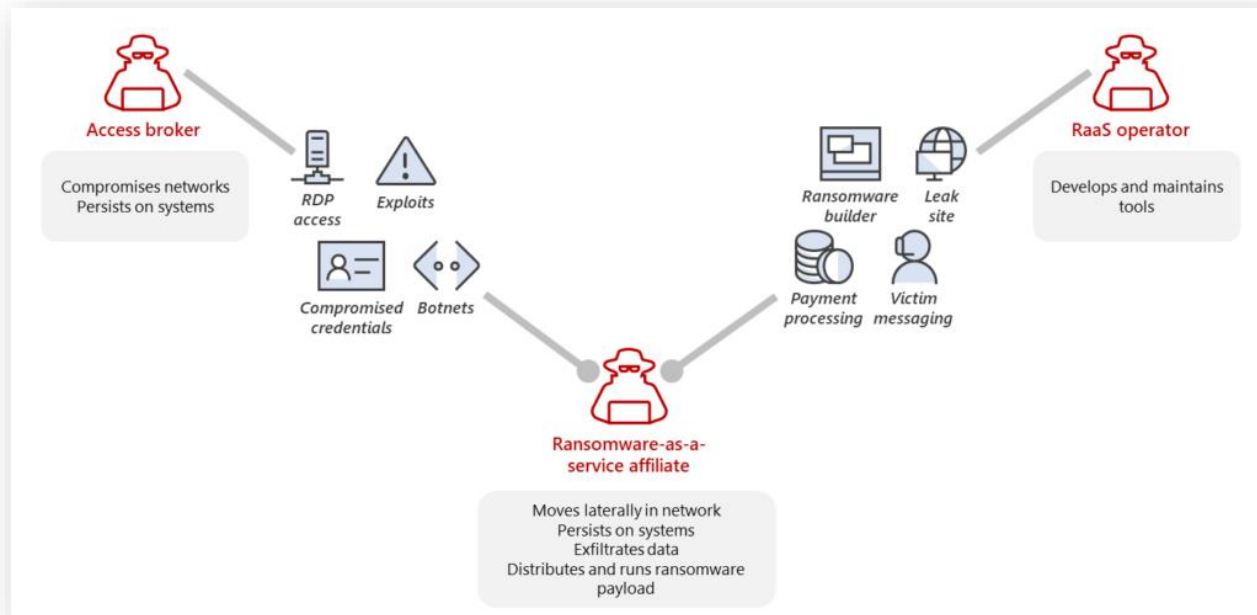 Access broker
Compromises networks
Persists on systems
RDP
access
Exploits
Compromised
credentials
Botnets
RaaS operator
Develops and maintains
tools
Ransomware
builder
Leak
site
Payment
processing
Victim
messaging
Ransomware-as-a-
service affiliate
Moves laterally in network
Persists on systems
Exfiltrates data
Distributes and runs ransomware
payload